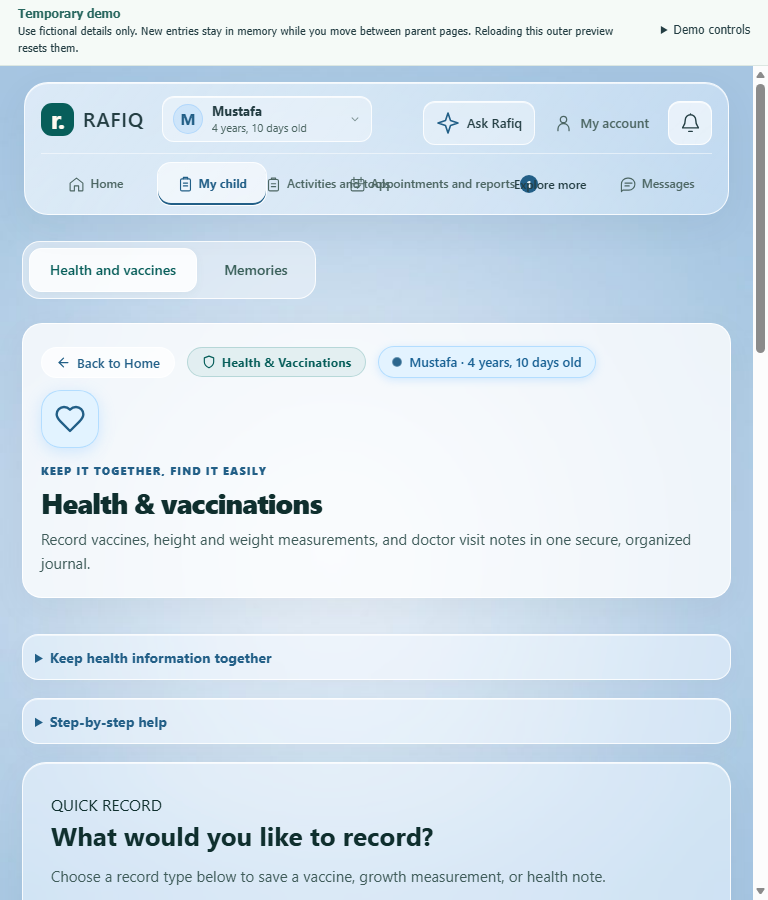 Temporary demo
Use fictional details only. New entries stay in memory while you move between parent pages. Reloading this outer preview
resets them.
▶ Demo controls
r. RAFIQ
M
Mustafa
4 years, 10 days old
Ask Rafiq
My account
Home
My child
Activities and tools
Appointments and reports
Explore more
Messages
Health and vaccines
Memories
← Back to Home
Health & Vaccinations
Mustafa · 4 years, 10 days old
KEEP IT TOGETHER, FIND IT EASILY
Health & vaccinations
Record vaccines, height and weight measurements, and doctor visit notes in one secure, organized
journal.
▶ Keep health information together
▶ Step-by-step help
QUICK RECORD
What would you like to record?
Choose a record type below to save a vaccine, growth measurement, or health note.